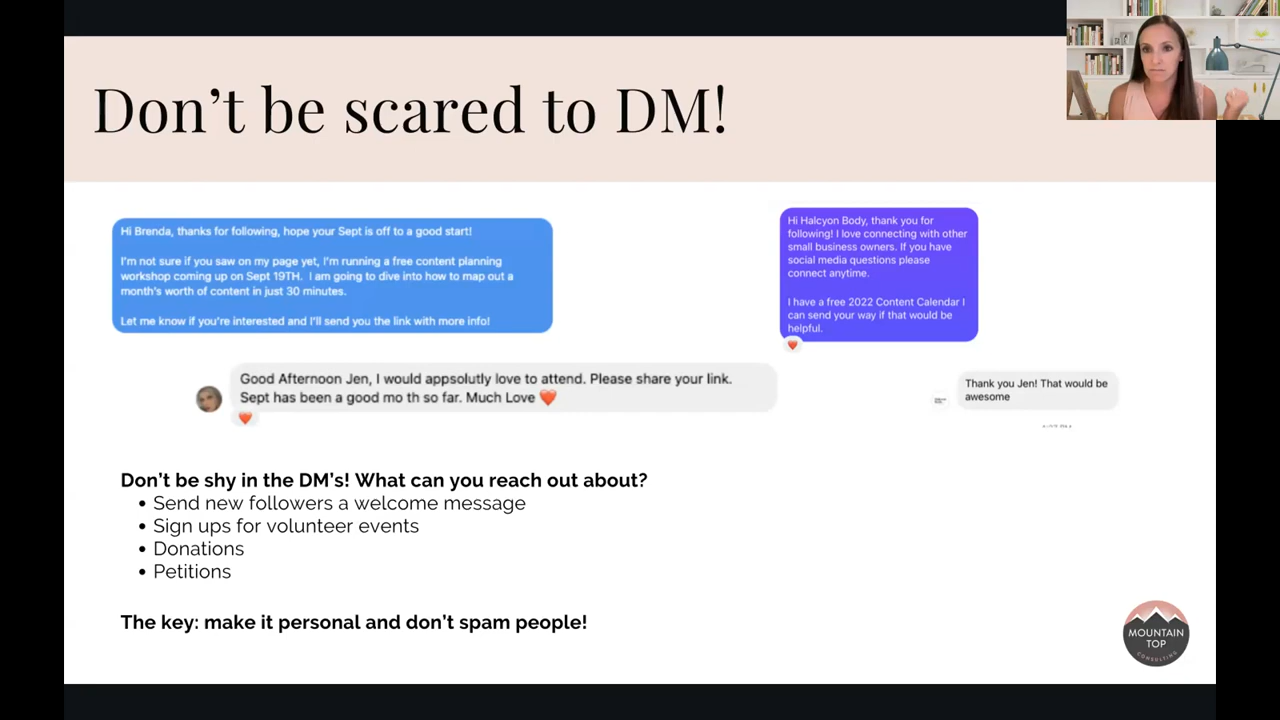 Don't be scared to DM!
Hi Brenda, thanks for following, hope your Sept is off to a good start!
I'm not sure if you saw on my page yet, I'm running a free content planning
workshop coming up on Sept 19TH.  I am going to dive into how to map out a
month's worth of content in just 30 minutes.
Let me know if you're interested and I'll send you the link with more info!
Good Afternoon Jen, I would appsolutly love to attend. Please share your link.
Sept has been a good mo th so far. Much Love ❤️
Hi Halcyon Body, thank you for
following! I love connecting with other
small business owners. If you have
social media questions please
connect anytime.
I have a free 2022 Content Calendar I
can send your way if that would be
helpful.
Thank you Jen! That would be
awesome
Don't be shy in the DM's! What can you reach out about?
• Send new followers a welcome message
• Sign ups for volunteer events
• Donations
• Petitions
The key: make it personal and don't spam people!
MOUNTAIN
TOP
CONSULTING